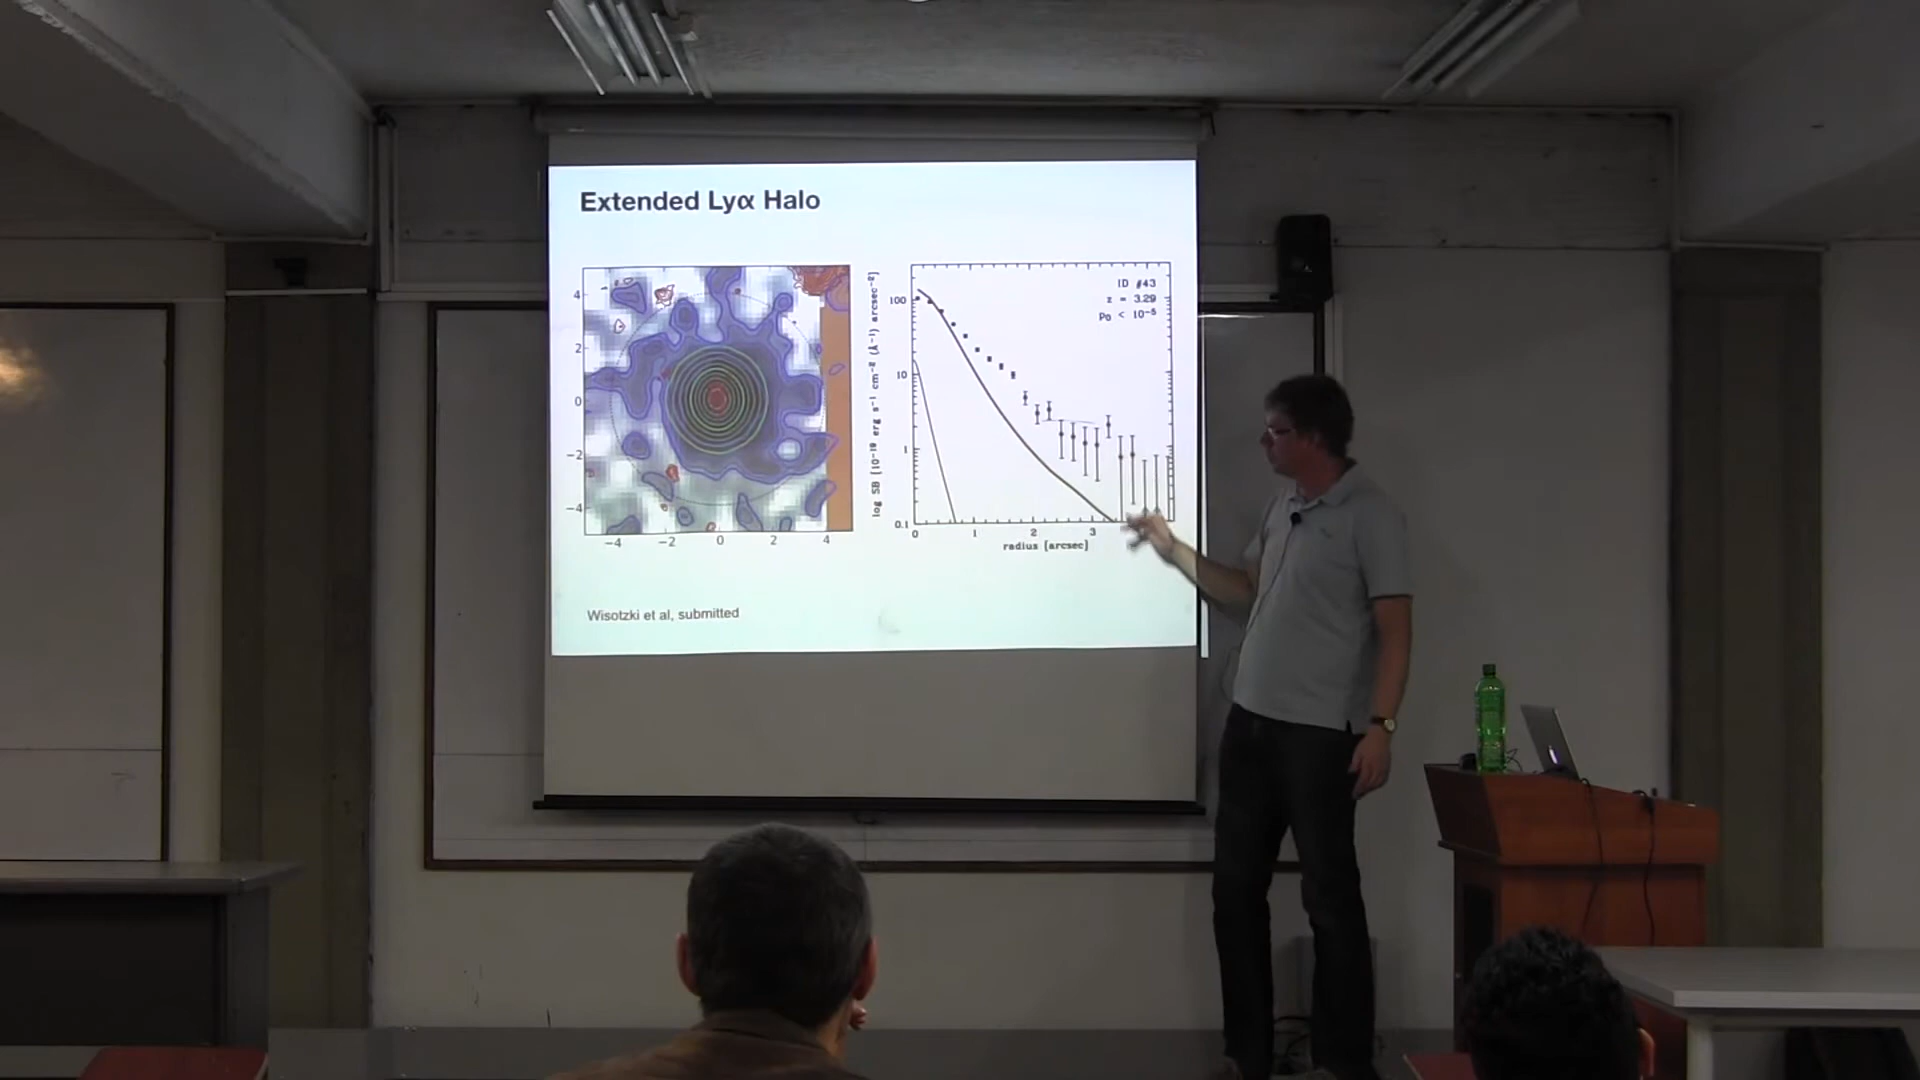 Extended Lyα Halo
4
2
0
−2
−4
−4
−2
0
2
4
log SB [10⁻¹⁹ erg s⁻¹ cm⁻² (Å⁻¹) arcsec⁻²]
100
10
1
0.1
0
1
2
3
radius [arcsec]
ID #43
z = 3.29
p₀ < 10⁻⁵
Wisotzki et al, submitted